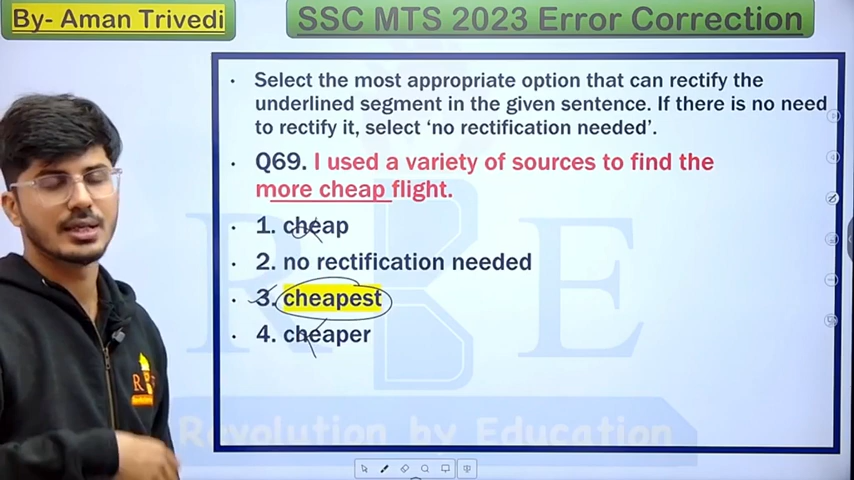 By- Aman Trivedi
SSC MTS 2023 Error Correction
• Select the most appropriate option that can rectify the
underlined segment in the given sentence. If there is no need
to rectify it, select ‘no rectification needed’.
• Q69. I used a variety of sources to find the
more cheap flight.
• 1. cheap
• 2. no rectification needed
• 3. cheapest
• 4. cheaper
R B E
Revolution by Education